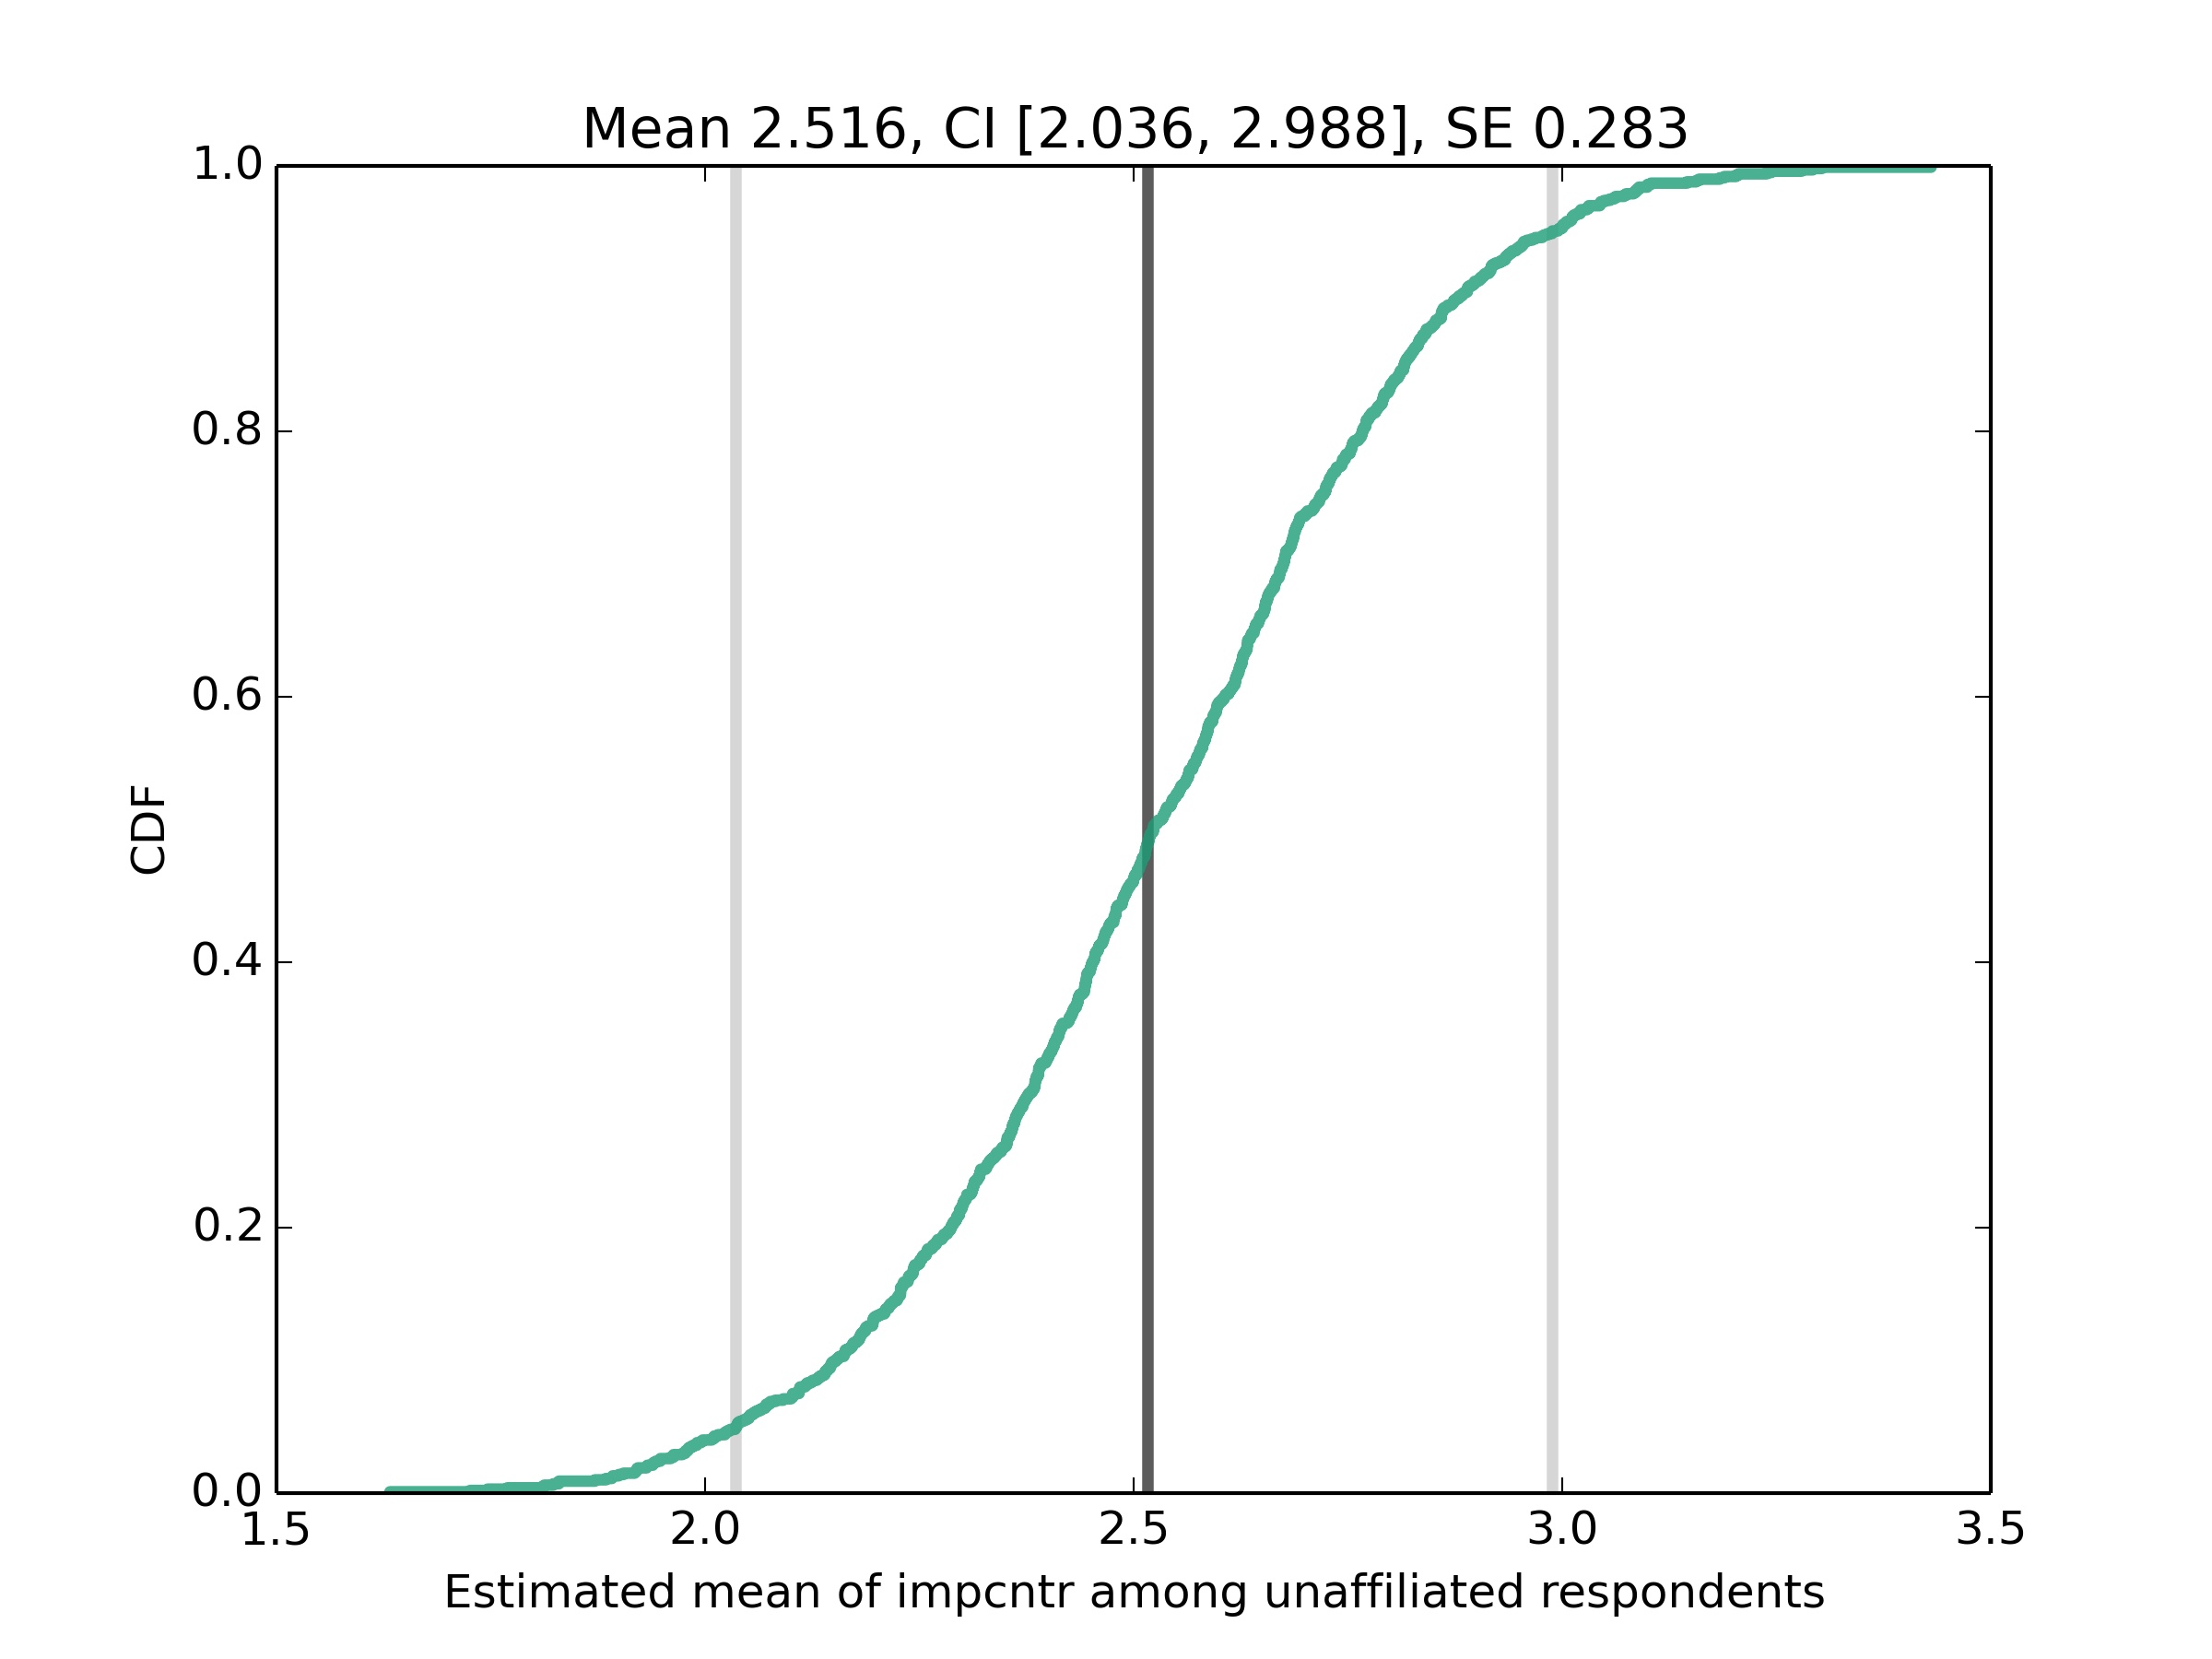 Mean 2.516, CI [2.036, 2.988], SE 0.283
1.0
0.8
0.6
0.4
0.2
0.0
CDF
1.5 2.0 2.5 3.0 3.5
Estimated mean of impcntr among unaffiliated respondents